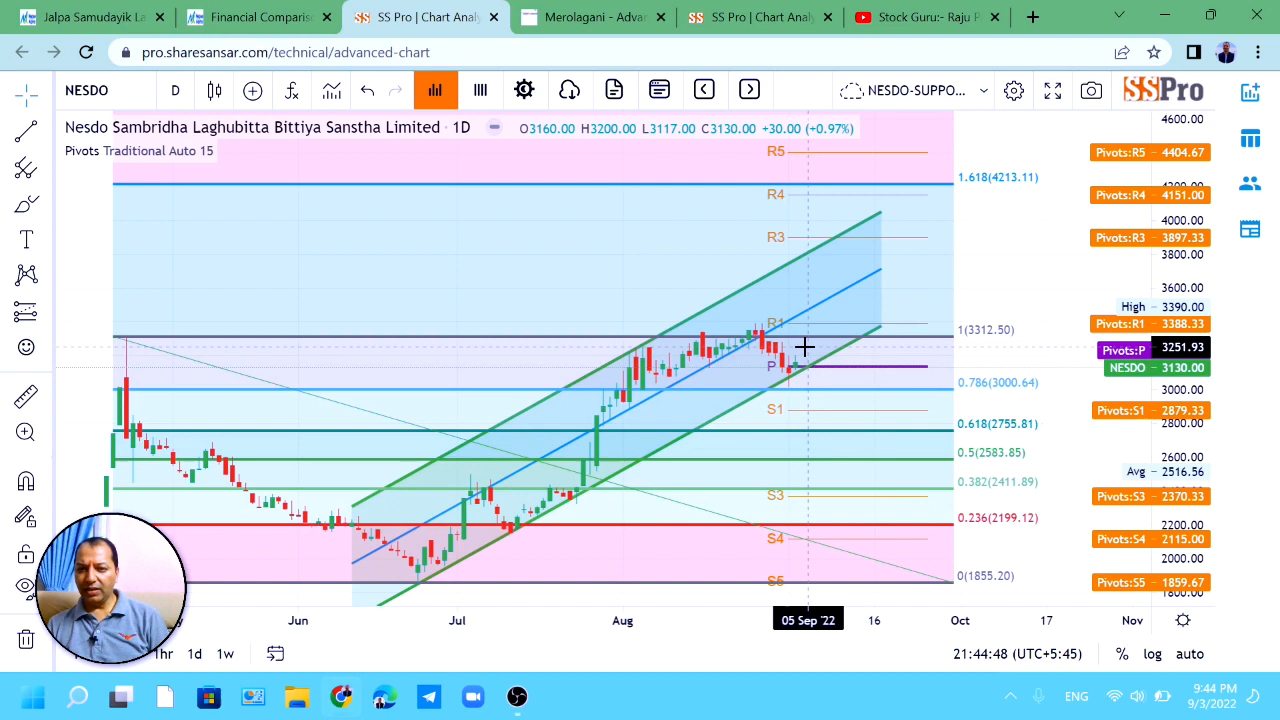 Jalpa Samudayik La
Financial Comparis
SS Pro | Chart Anal
Merolagani - Advan
SS Pro | Chart Anal
Stock Guru:- Raju P
pro.sharesansar.com/technical/advanced-chart
NESDO
D
NESDO-SUPPO...
SSPro
Nesdo Sambridha Laghubitta Bittiya Sanstha Limited · 1D
O3160.00 H3200.00 L3117.00 C3130.00 +30.00 (+0.97%)
Pivots Traditional Auto 15
4600.00
R5
Pivots:R5 4404.67
1.618(4213.11)
R4
Pivots:R4 4151.00
4000.00
R3
Pivots:R3 3897.33
3800.00
3600.00
High 3390.00
R1
Pivots:R1 3388.33
1(3312.50)
Pivots:P 3251.93
P
NESDO 3130.00
0.786(3000.64)
3000.00
S1
Pivots:S1 2879.33
0.618(2755.81)
2800.00
0.5(2583.85)
2600.00
Avg 2516.56
0.382(2411.89)
S3
Pivots:S3 2370.33
0.236(2199.12)
2200.00
S4
Pivots:S4 2115.00
2000.00
0(1855.20)
S5
Pivots:S5 1859.67
Jun
Jul
Aug
05 Sep '22
16
Oct
17
Nov
1hr 1d 1w
21:44:48 (UTC+5:45)
% log auto
ENG
9:44 PM
9/3/2022